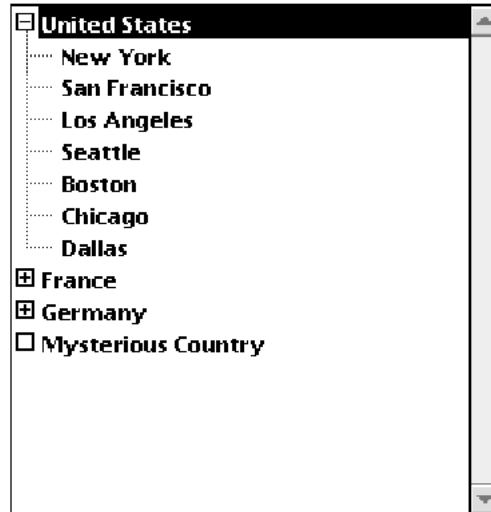 United States
New York
San Francisco
Los Angeles
Seattle
Boston
Chicago
Dallas
France
Germany
Mysterious Country